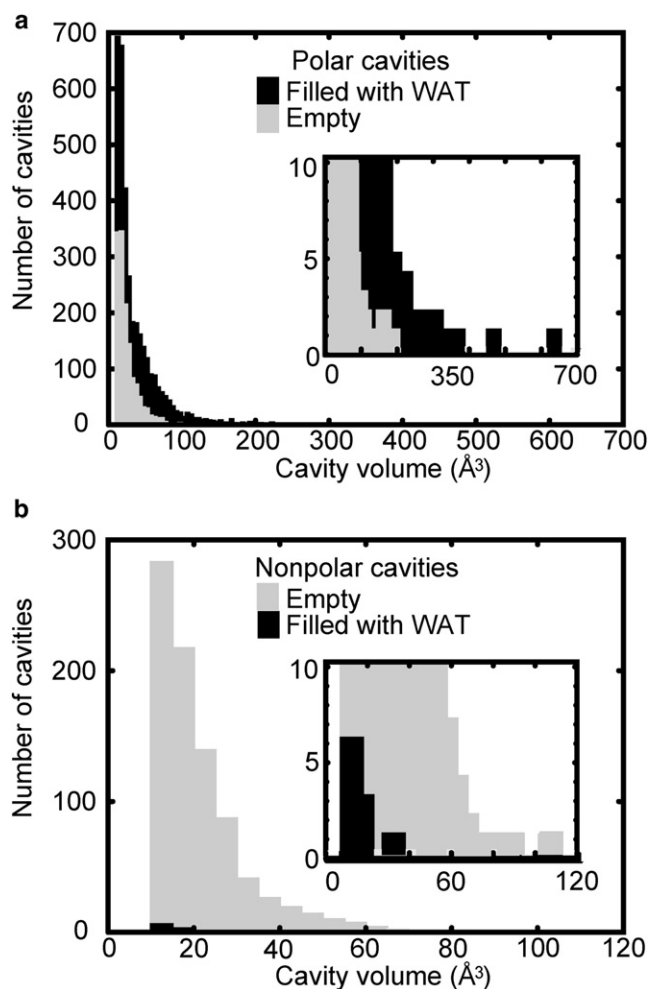 a
700
600
500
400
300
200
100
0
Number of cavities
Polar cavities
Filled with WAT
Empty
10
5
0
0 350 700
0 100 200 300 400 500 600 700
Cavity volume (Å³)
b
300
200
100
0
Number of cavities
Nonpolar cavities
Empty
Filled with WAT
10
5
0
0 60 120
0 20 40 60 80 100 120
Cavity volume (Å³)